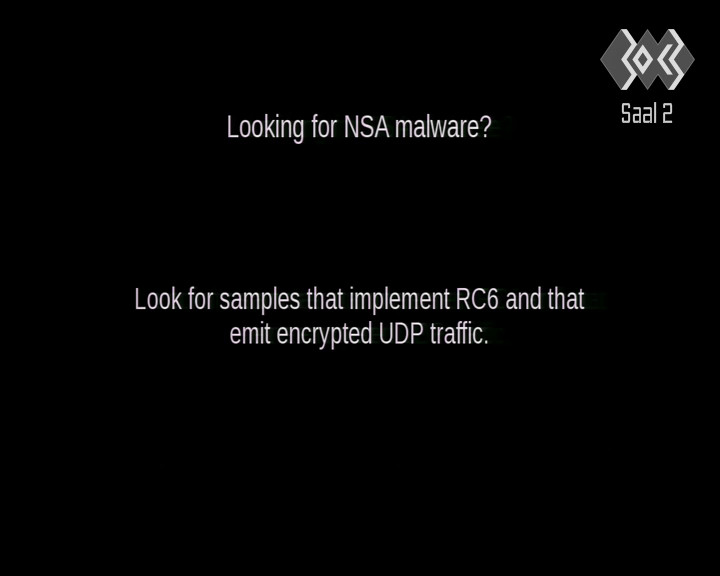 Saal 2
Looking for NSA malware?
Look for samples that implement RC6 and that
emit encrypted UDP traffic.